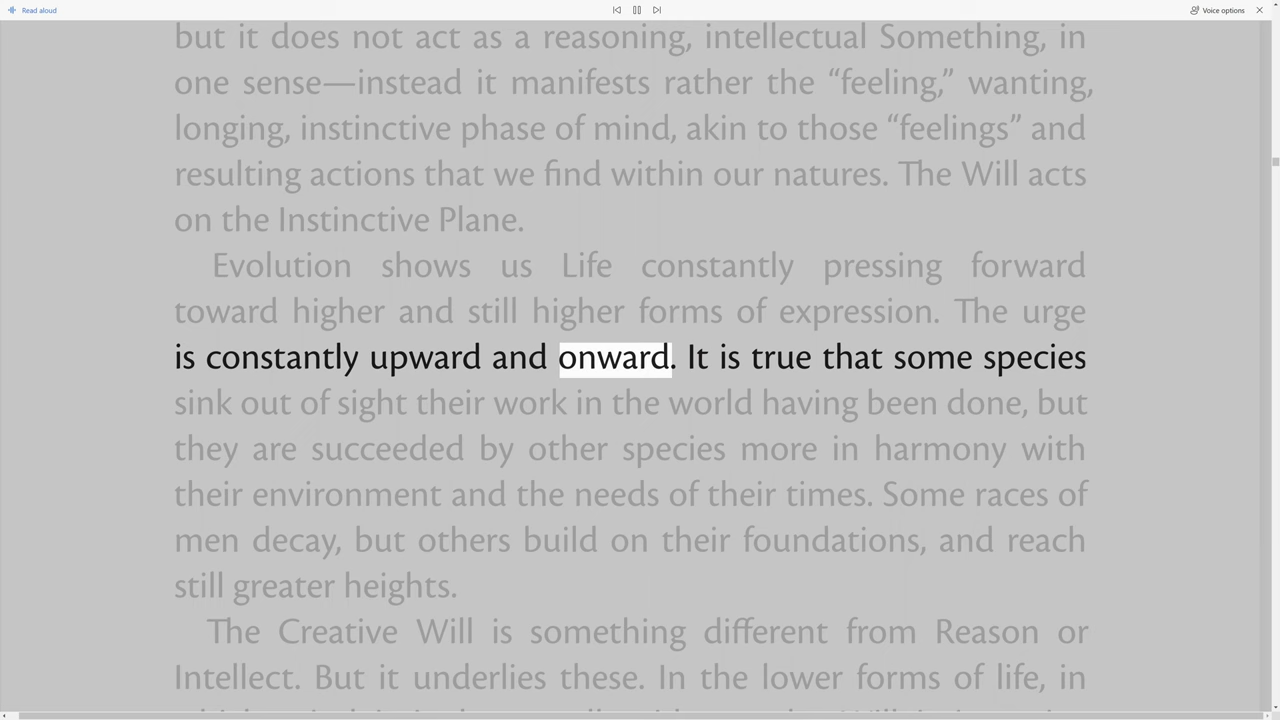 Read aloud
Voice options
but it does not act as a reasoning, intellectual Something, in
one sense—instead it manifests rather the “feeling,” wanting,
longing, instinctive phase of mind, akin to those “feelings” and
resulting actions that we find within our natures. The Will acts
on the Instinctive Plane.
Evolution shows us Life constantly pressing forward
toward higher and still higher forms of expression. The urge
is constantly upward and onward. It is true that some species
sink out of sight their work in the world having been done, but
they are succeeded by other species more in harmony with
their environment and the needs of their times. Some races of
men decay, but others build on their foundations, and reach
still greater heights.
The Creative Will is something different from Reason or
Intellect. But it underlies these. In the lower forms of life, in